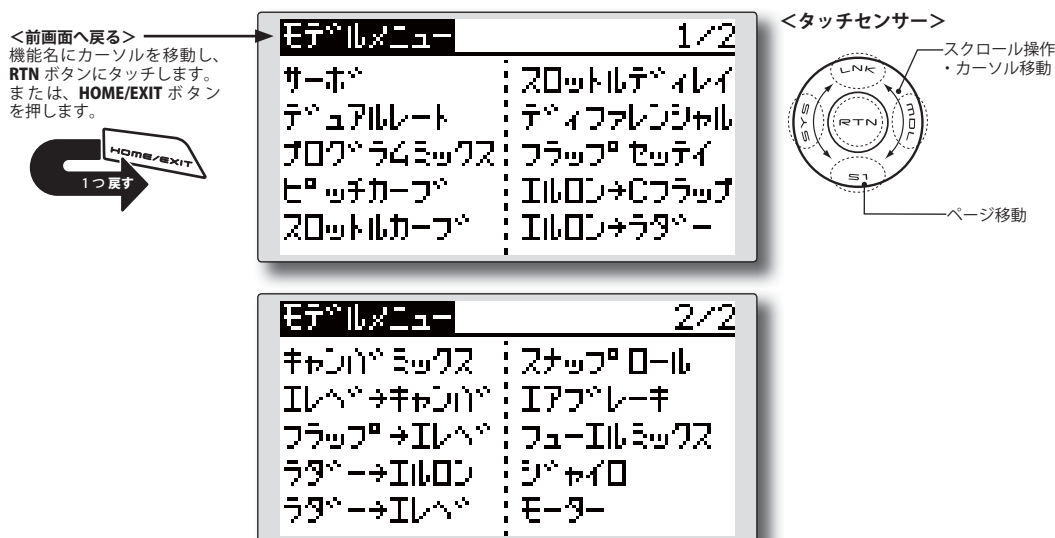 <前画面へ戻る>
機能名にカーソルを移動し、
RTN ボタンにタッチします。
または、HOME/EXIT ボタン
を押します。
HOME/EXIT
1つ戻す
モデルメニュー 1/2
サーボ スロットルディレイ
デュアルレート ディファレンシャル
プログラムミックス フラップセッティ
ピッチカーブ エルロン→Cフラップ
スロットルカーブ エルロン→ラダー
<タッチセンサー>
スクロール操作
・カーソル移動
LNK
SYS
RTN
MDL
S1
ページ移動
モデルメニュー 2/2
キャンバミックス スナップロール
エレベ→キャンバ エアブレーキ
フラップ→エレベ フューエルミックス
ラダー→エルロン ジャイロ
ラダー→エレベ モーター